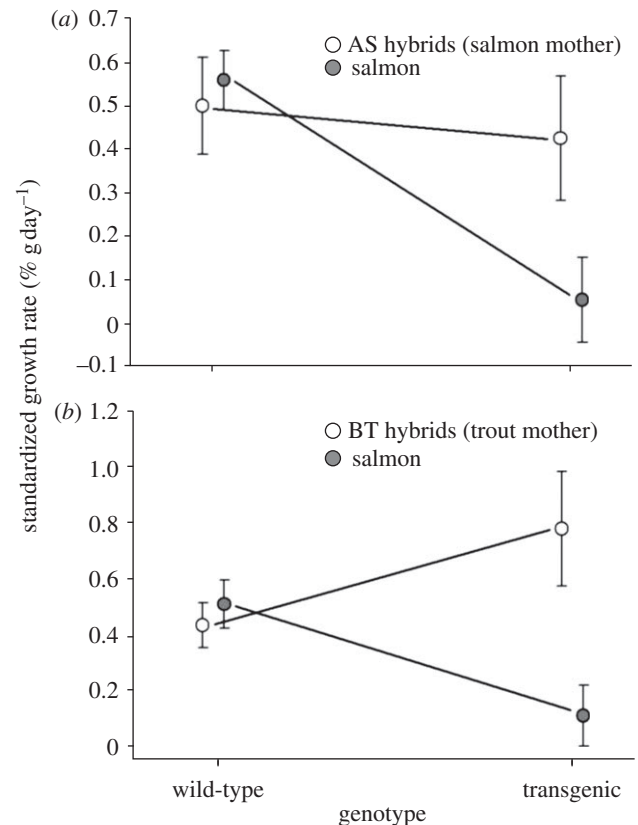 (a)
0.7
0.6
0.5
0.4
0.3
0.2
0.1
0
–0.1
AS hybrids (salmon mother)
salmon
standardized growth rate (% g day⁻¹)
(b)
1.2
1.0
0.8
0.6
0.4
0.2
0
BT hybrids (trout mother)
salmon
wild-type
transgenic
genotype